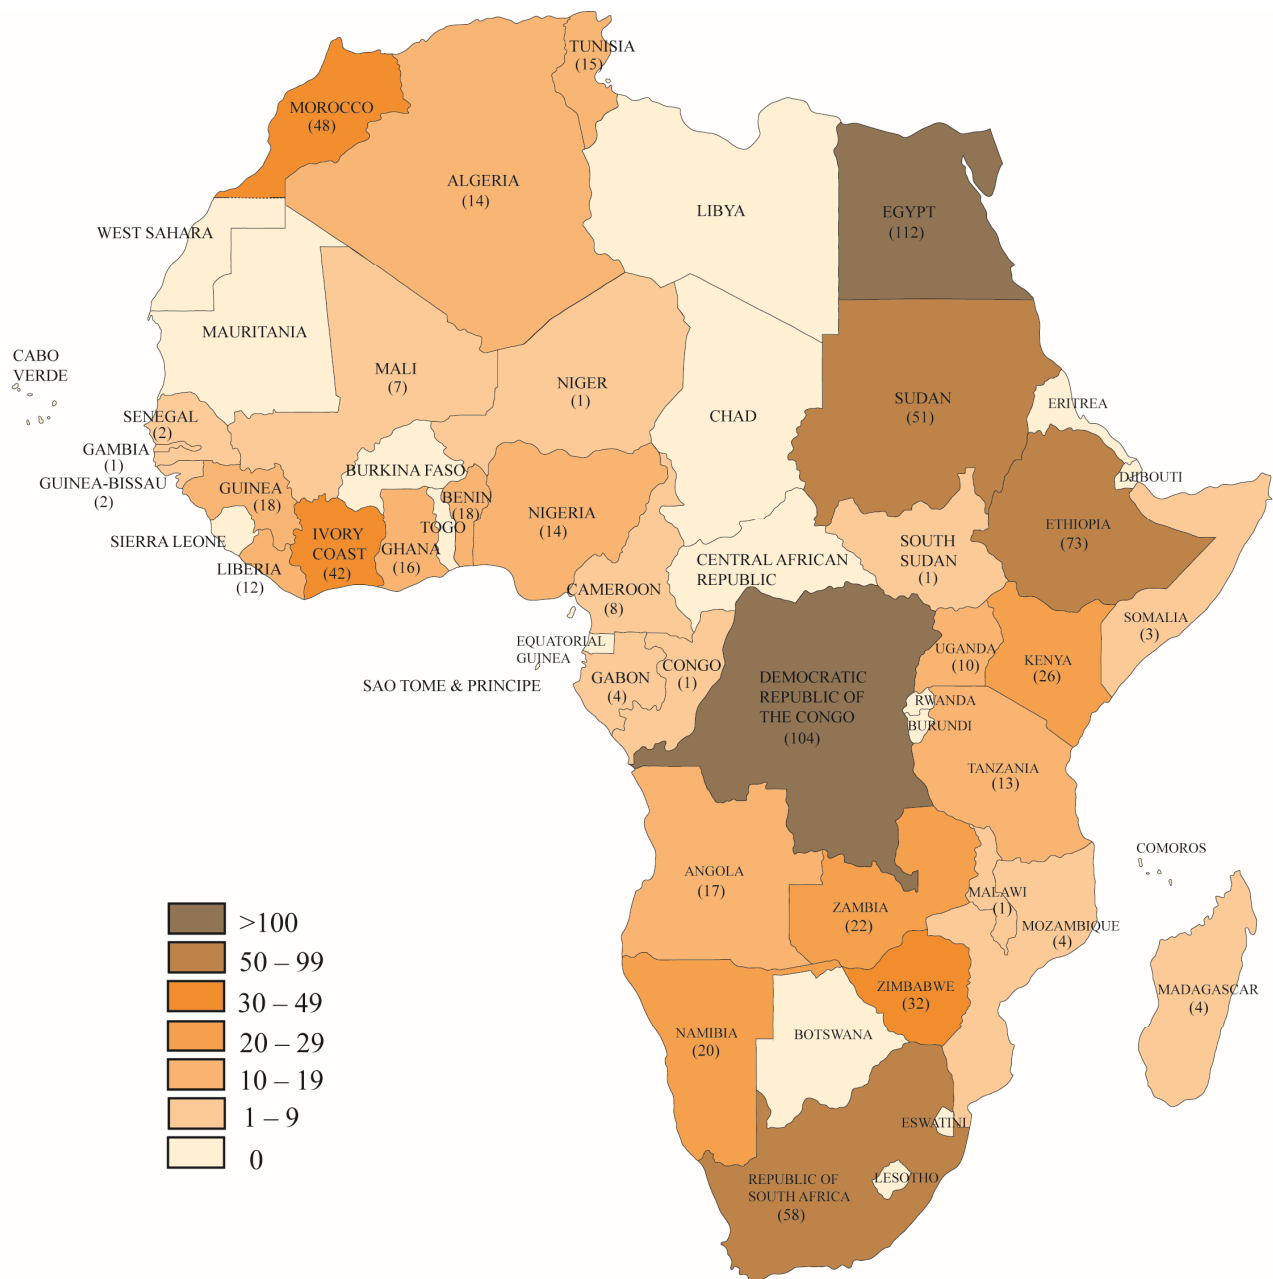 TUNISIA
(15)
MOROCCO
(48)
ALGERIA
(14)
LIBYA
EGYPT
(112)
WEST SAHARA
MAURITANIA
CABO
VERDE
MALI
(7)
NIGER
(1)
CHAD
SUDAN
(51)
ERITREA
SENEGAL
(2)
GAMBIA
(1)
GUINEA-BISSAU
(2)
GUINEA
(18)
BURKINA FASO
BENIN
(18)
TOGO
NIGERIA
(14)
DJIBOUTI
ETHIOPIA
(73)
SIERRA LEONE
LIBERIA
(12)
IVORY
COAST
(42)
GHANA
(16)
CENTRAL AFRICAN
REPUBLIC
SOUTH
SUDAN
(1)
CAMEROON
(8)
SOMALIA
(3)
EQUATORIAL
GUINEA
SAO TOME & PRINCIPE
GABON
(4)
CONGO
(1)
DEMOCRATIC
REPUBLIC OF
THE CONGO
(104)
UGANDA
(10)
KENYA
(26)
RWANDA
BURUNDI
TANZANIA
(13)
COMOROS
ANGOLA
(17)
ZAMBIA
(22)
MALAWI
(1)
MOZAMBIQUE
(4)
MADAGASCAR
(4)
ZIMBABWE
(32)
NAMIBIA
(20)
BOTSWANA
ESWATINI
LESOTHO
REPUBLIC OF
SOUTH AFRICA
(58)
>100
50 – 99
30 – 49
20 – 29
10 – 19
1 – 9
0